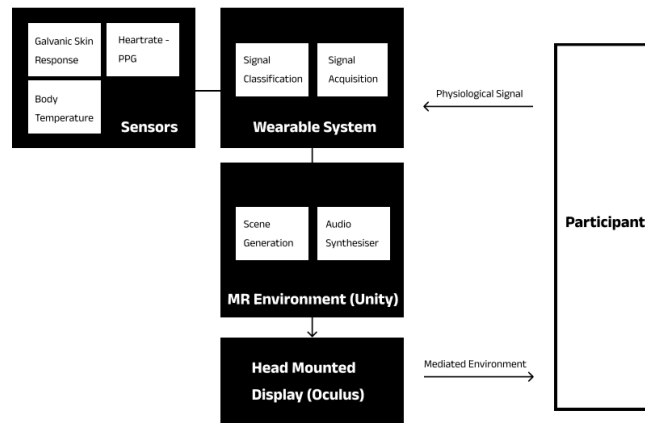 Galvanic Skin
Response
Heartrate -
PPG
Body
Temperature
Sensors
Signal
Classification
Signal
Acquisition
Wearable System
Physiological Signal
Participant
Scene
Generation
Audio
Synthesiser
MR Environment (Unity)
Head Mounted
Display (Oculus)
Mediated Environment